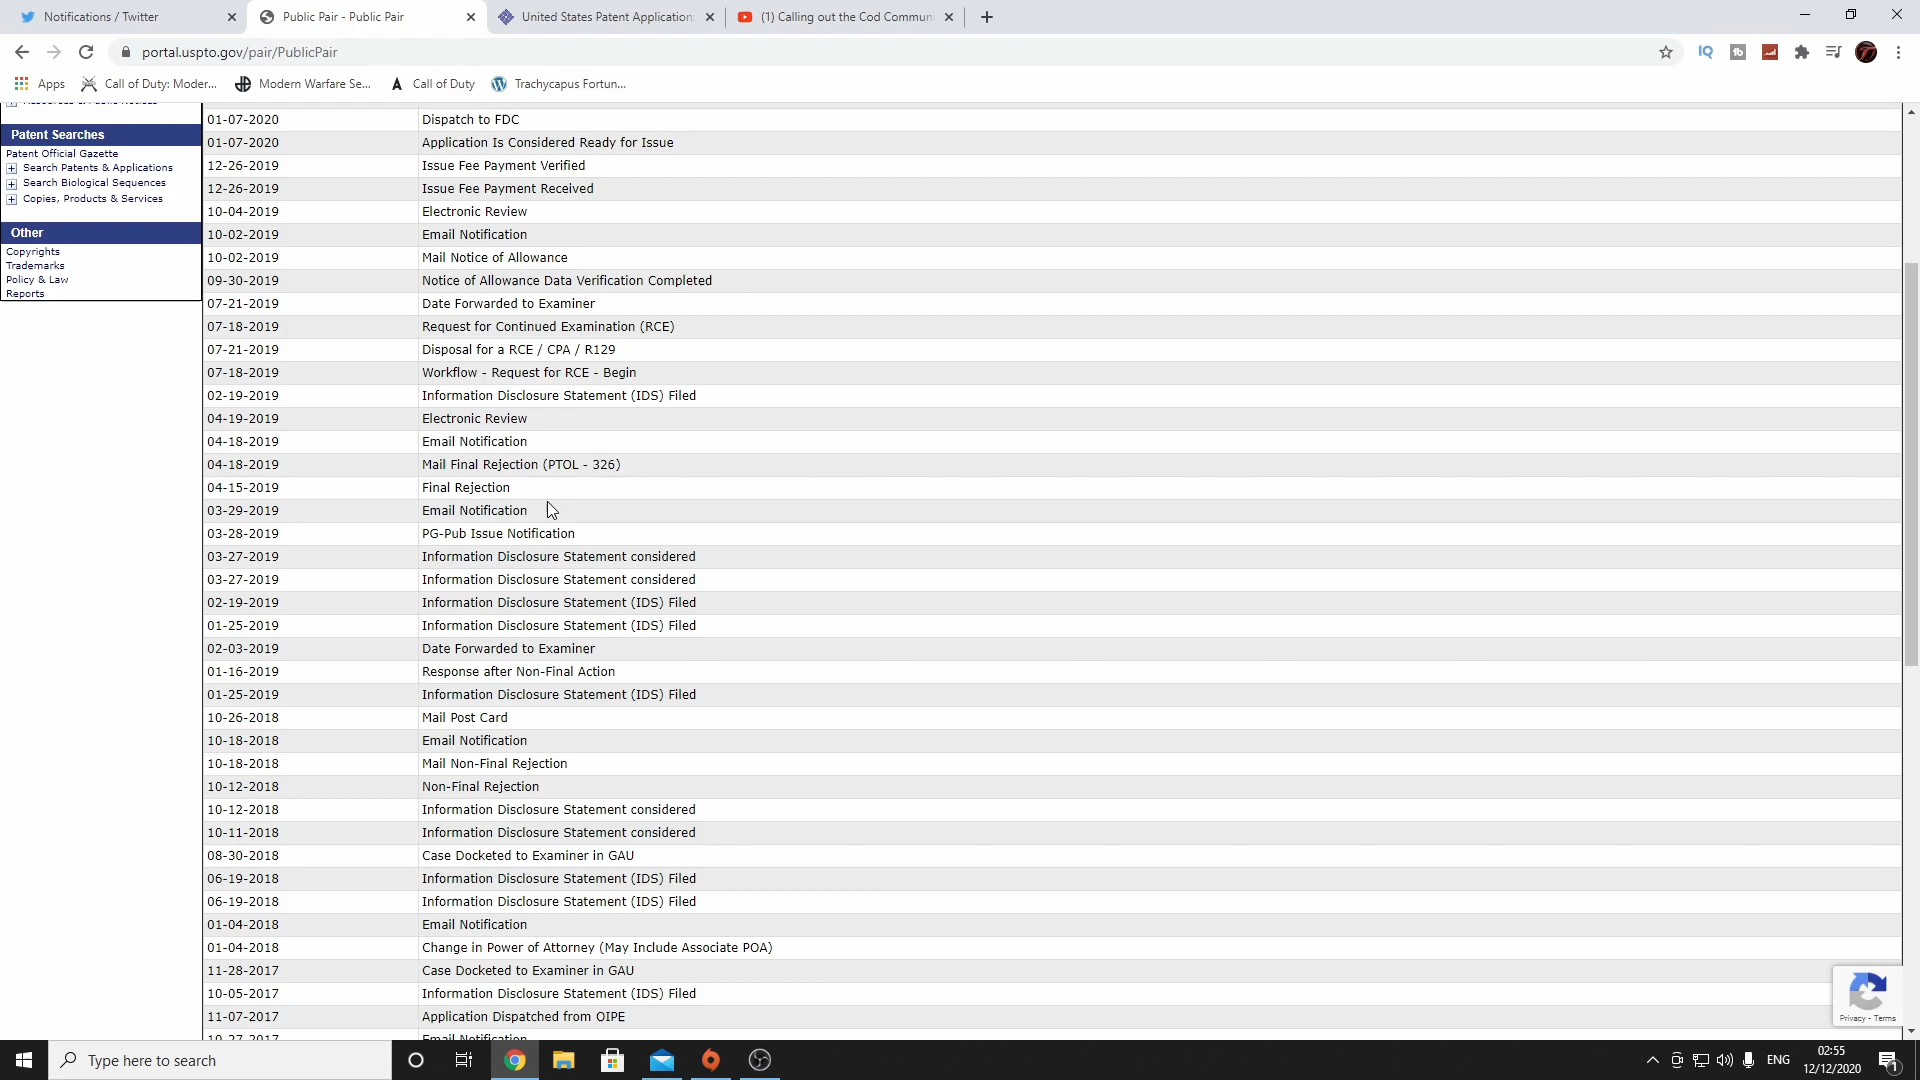 Notifications / Twitter
Public Pair - Public Pair
United States Patent Application:
(1) Calling out the Cod Commun
portal.uspto.gov/pair/PublicPair
Apps
Call of Duty: Moder...
Modern Warfare Se...
Call of Duty
Trachycapus Fortun...
Patent Searches
Patent Official Gazette
Search Patents & Applications
Search Biological Sequences
Copies, Products & Services
Other
Copyrights
Trademarks
Policy & Law
Reports
01-07-2020 Dispatch to FDC
01-07-2020 Application Is Considered Ready for Issue
12-26-2019 Issue Fee Payment Verified
12-26-2019 Issue Fee Payment Received
10-04-2019 Electronic Review
10-02-2019 Email Notification
10-02-2019 Mail Notice of Allowance
09-30-2019 Notice of Allowance Data Verification Completed
07-21-2019 Date Forwarded to Examiner
07-18-2019 Request for Continued Examination (RCE)
07-21-2019 Disposal for a RCE / CPA / R129
07-18-2019 Workflow - Request for RCE - Begin
02-19-2019 Information Disclosure Statement (IDS) Filed
04-19-2019 Electronic Review
04-18-2019 Email Notification
04-18-2019 Mail Final Rejection (PTOL - 326)
04-15-2019 Final Rejection
03-29-2019 Email Notification
03-28-2019 PG-Pub Issue Notification
03-27-2019 Information Disclosure Statement considered
03-27-2019 Information Disclosure Statement considered
02-19-2019 Information Disclosure Statement (IDS) Filed
01-25-2019 Information Disclosure Statement (IDS) Filed
02-03-2019 Date Forwarded to Examiner
01-16-2019 Response after Non-Final Action
01-25-2019 Information Disclosure Statement (IDS) Filed
10-26-2018 Mail Post Card
10-18-2018 Email Notification
10-18-2018 Mail Non-Final Rejection
10-12-2018 Non-Final Rejection
10-12-2018 Information Disclosure Statement considered
10-11-2018 Information Disclosure Statement considered
08-30-2018 Case Docketed to Examiner in GAU
06-19-2018 Information Disclosure Statement (IDS) Filed
06-19-2018 Information Disclosure Statement (IDS) Filed
01-04-2018 Email Notification
01-04-2018 Change in Power of Attorney (May Include Associate POA)
11-28-2017 Case Docketed to Examiner in GAU
10-05-2017 Information Disclosure Statement (IDS) Filed
11-07-2017 Application Dispatched from OIPE
10-27-2017 Email Notification
Privacy - Terms
Type here to search
ENG
02:55
12/12/2020
1